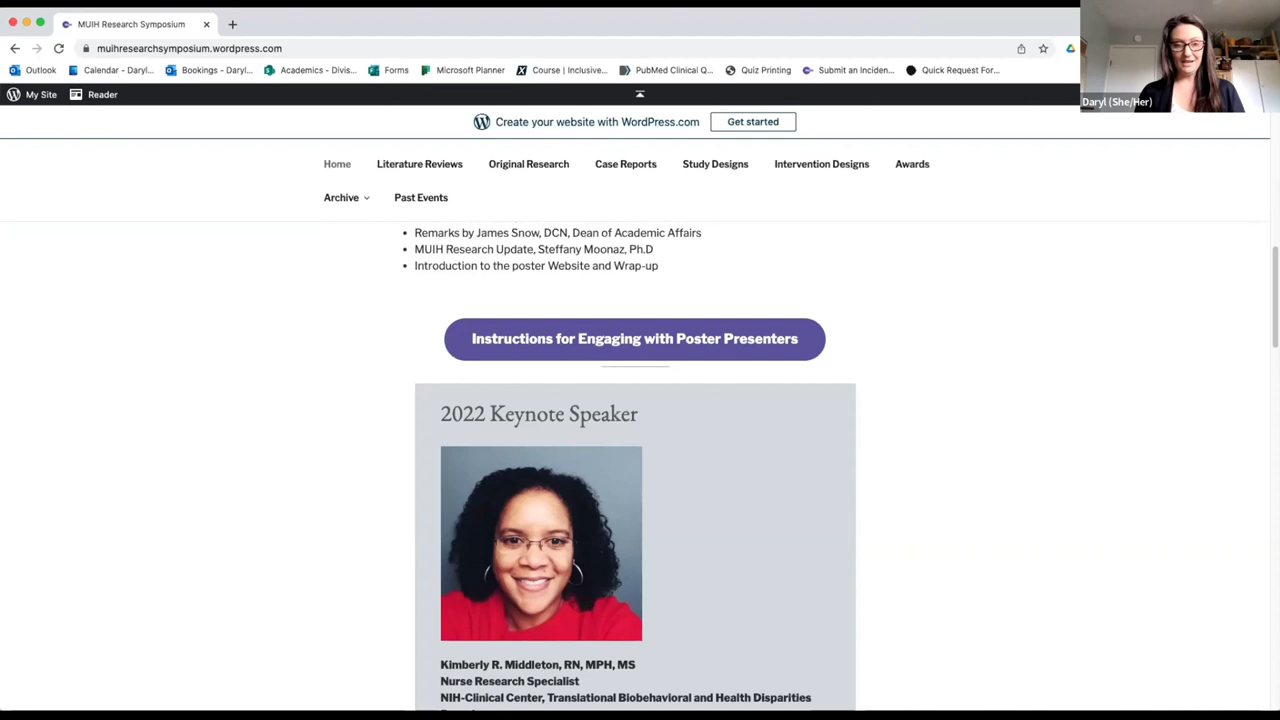 MUIH Research Symposium
muihresearchsymposium.wordpress.com
Outlook Calendar - Daryl... Bookings - Daryl... Academics - Divis... Forms Microsoft Planner Course | Inclusive... PubMed Clinical Q... Quiz Printing Submit an Inciden... Quick Request For...
Daryl (She/Her)
My Site Reader
Create your website with WordPress.com Get started
Home Literature Reviews Original Research Case Reports Study Designs Intervention Designs Awards
Archive Past Events
• Remarks by James Snow, DCN, Dean of Academic Affairs
• MUIH Research Update, Steffany Moonaz, Ph.D
• Introduction to the poster Website and Wrap-up
Instructions for Engaging with Poster Presenters
2022 Keynote Speaker
Kimberly R. Middleton, RN, MPH, MS
Nurse Research Specialist
NIH-Clinical Center, Translational Biobehavioral and Health Disparities